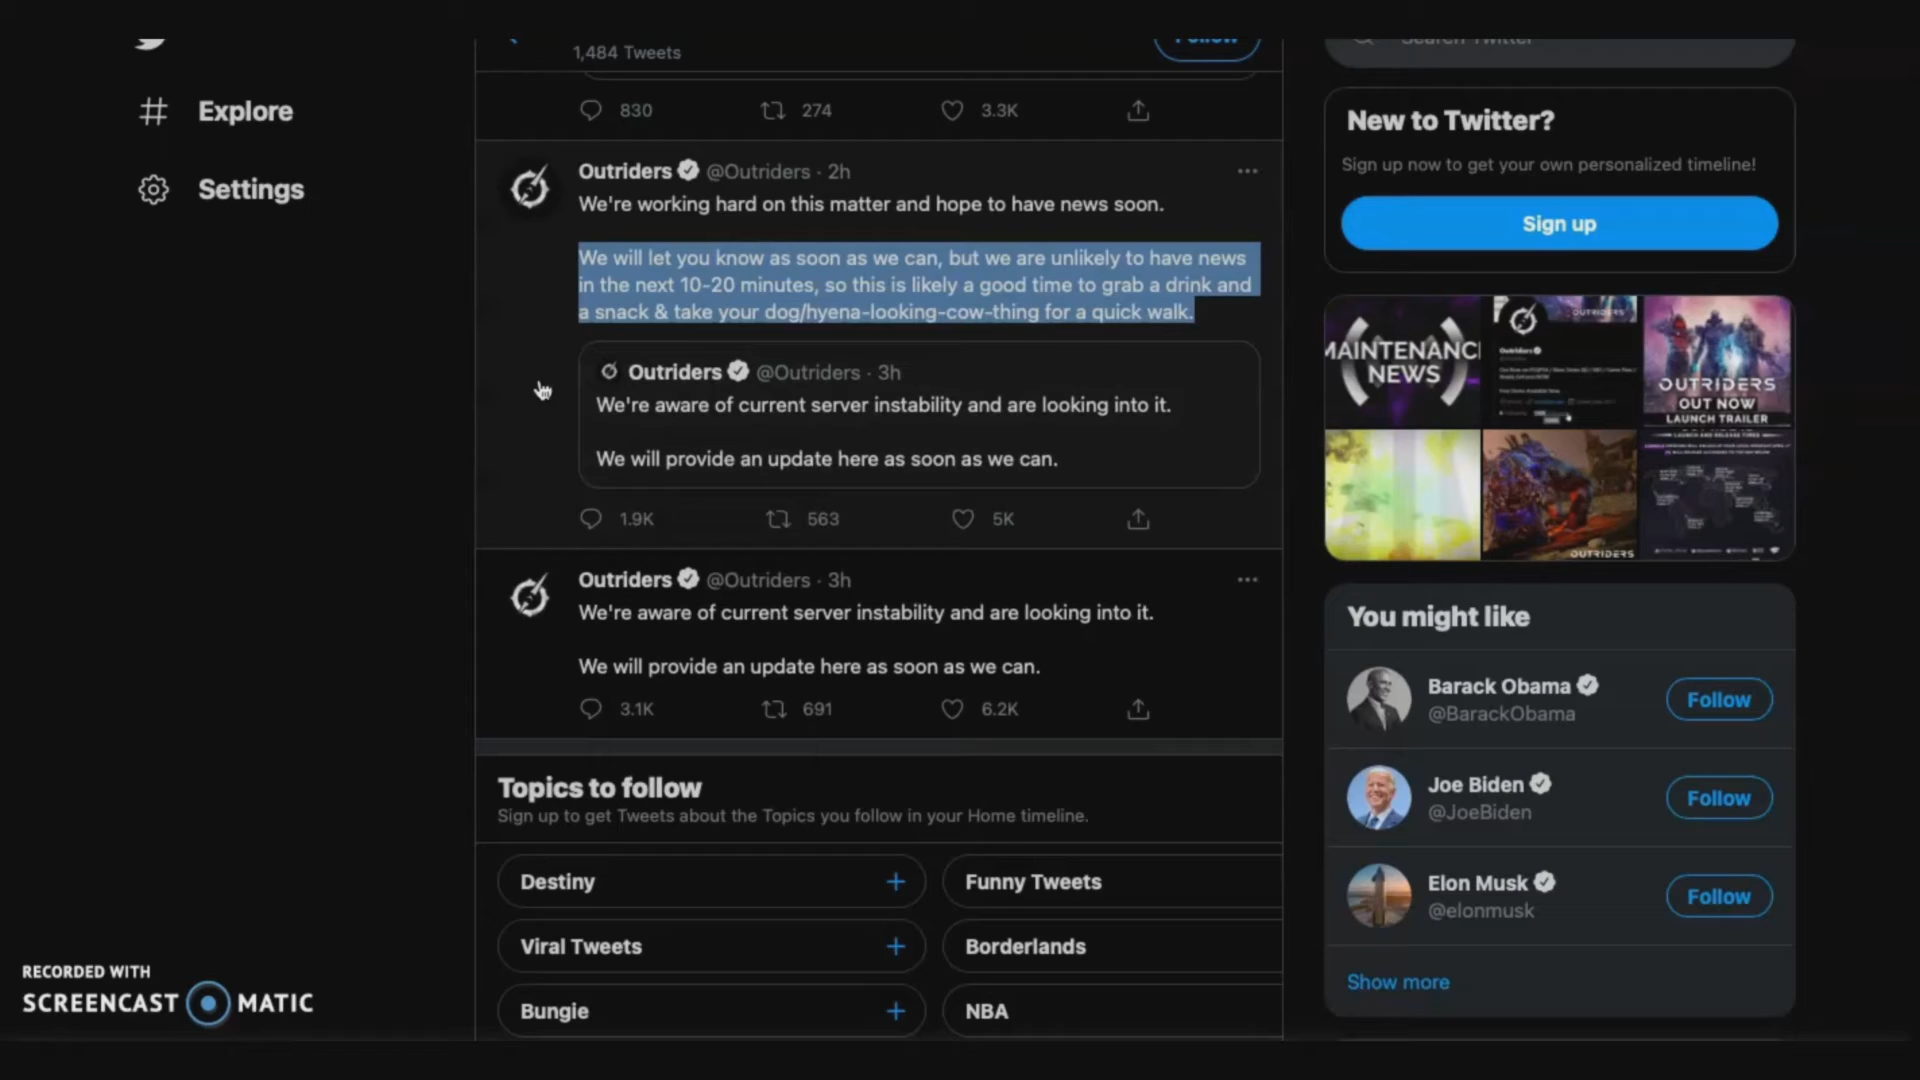 1,484 Tweets
Follow
Search Twitter
Explore
Settings
830
274
3.3K
Outriders @Outriders · 2h
We're working hard on this matter and hope to have news soon.
We will let you know as soon as we can, but we are unlikely to have news
in the next 10-20 minutes, so this is likely a good time to grab a drink and
a snack & take your dog/hyena-looking-cow-thing for a quick walk.
Outriders @Outriders · 3h
We're aware of current server instability and are looking into it.
We will provide an update here as soon as we can.
1.9K
563
5K
Outriders @Outriders · 3h
We're aware of current server instability and are looking into it.
We will provide an update here as soon as we can.
3.1K
691
6.2K
Topics to follow
Sign up to get Tweets about the Topics you follow in your Home timeline.
Destiny
Funny Tweets
Viral Tweets
Borderlands
Bungie
NBA
New to Twitter?
Sign up now to get your own personalized timeline!
Sign up
MAINTENANC
NEWS
OUTRIDERS
OUT NOW
LAUNCH TRAILER
OUTRIDERS
You might like
Barack Obama
@BarackObama
Follow
Joe Biden
@JoeBiden
Follow
Elon Musk
@elonmusk
Follow
Show more
RECORDED WITH
SCREENCAST MATIC